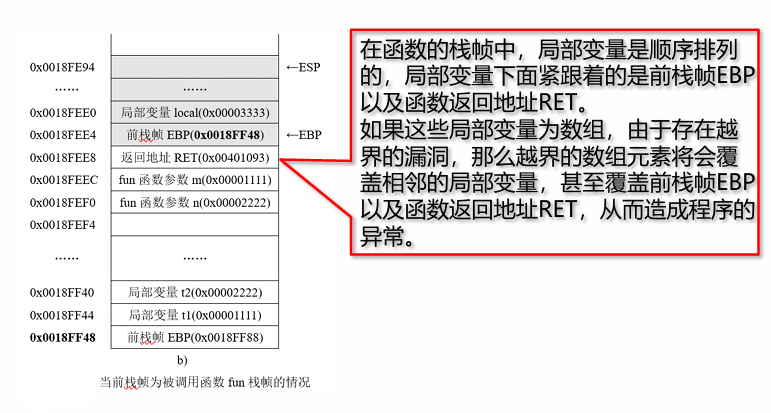 0x0018FE94 ←ESP
…… ……
0x0018FEE0 局部变量 local(0x00003333)
0x0018FEE4 前栈帧 EBP(0x0018FF48) ←EBP
0x0018FEE8 返回地址 RET(0x00401093)
0x0018FEEC fun 函数参数 m(0x00001111)
0x0018FEF0 fun 函数参数 n(0x00002222)
0x0018FEF4
…… ……
0x0018FF40 局部变量 t2(0x00002222)
0x0018FF44 局部变量 t1(0x00001111)
0x0018FF48 前栈帧 EBP(0x0018FF88)
b)
当前栈帧为被调用函数 fun 栈帧的情况
在函数的栈帧中，局部变量是顺序排列
的，局部变量下面紧跟着的是前栈帧EBP
以及函数返回地址RET。
如果这些局部变量为数组，由于存在越
界的漏洞，那么越界的数组元素将会覆
盖相邻的局部变量，甚至覆盖前栈帧EBP
以及函数返回地址RET，从而造成程序的
异常。